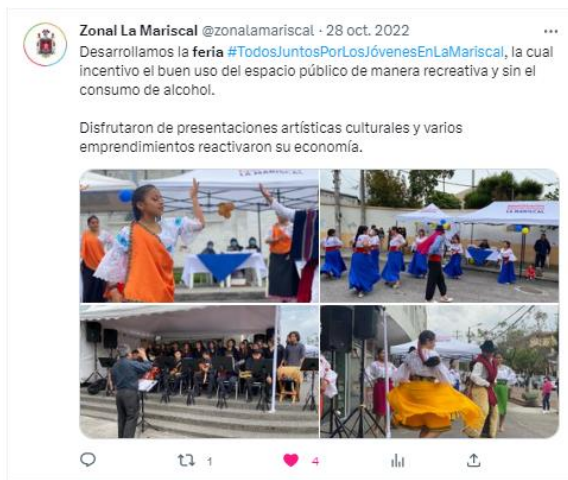 Zonal La Mariscal @zonalamariscal · 28 oct. 2022
Desarrollamos la feria #TodosJuntosPorLosJóvenesEnLaMariscal, la cual
incentivo el buen uso del espacio público de manera recreativa y sin el
consumo de alcohol.
Disfrutaron de presentaciones artísticas culturales y varios
emprendimientos reactivaron su economía.
LA MARISCAL
LA MARISCAL
1
4